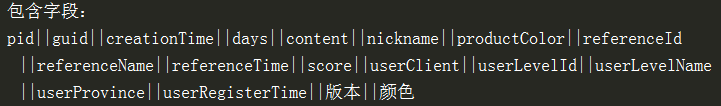 包含字段:
pid||guid||creationTime||days||content||nickname||productColor||referenceId
||referenceName||referenceTime||score||userClient||userLevelId||userLevelName
||userProvince||userRegisterTime||版本||颜色